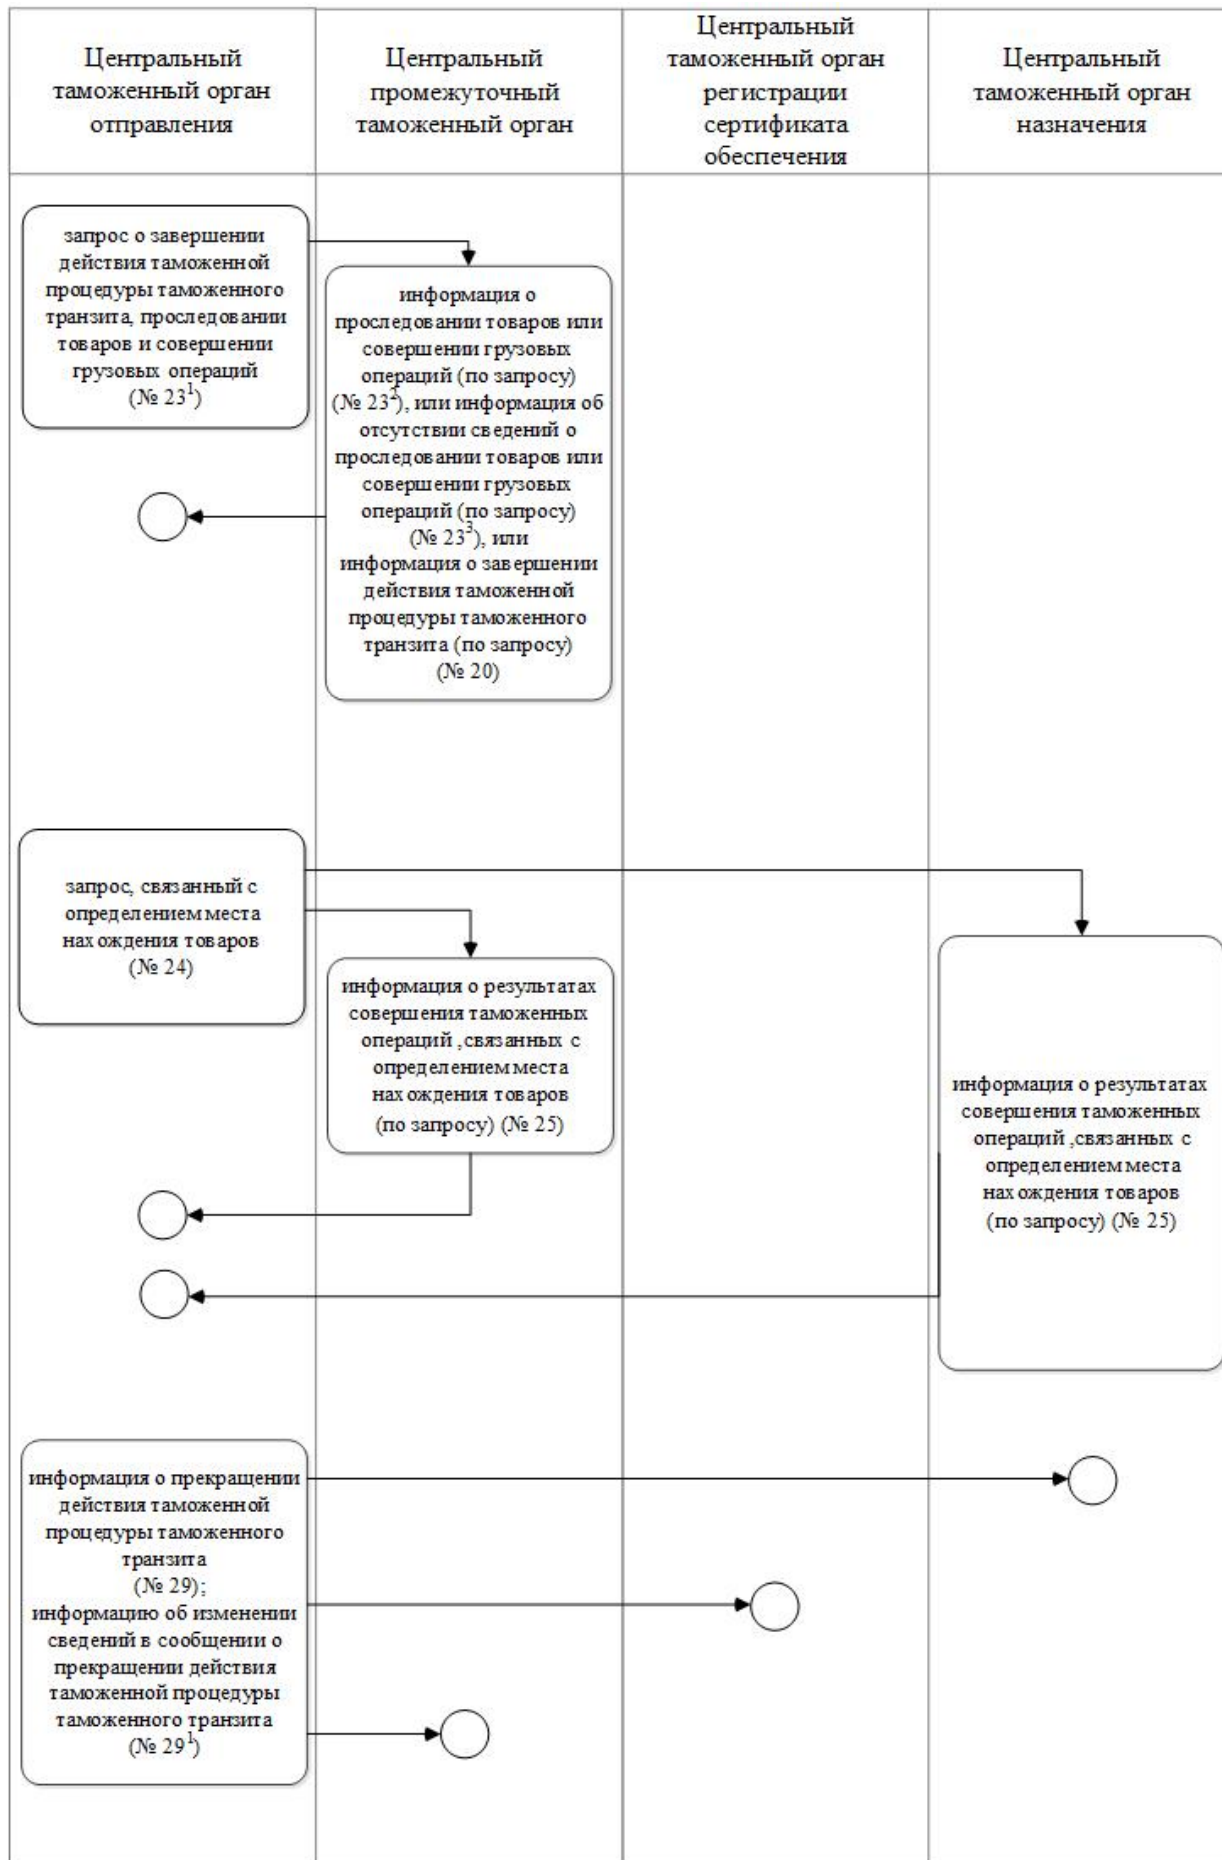 Центральный
таможенный орган
отправления
Центральный
промежуточный
таможенный орган
Центральный
таможенный орган
регистрации
сертификата
обеспечения
Центральный
таможенный орган
назначения
запрос о завершении
действия таможенной
процедуры таможенного
транзита, проследовании
товаров и совершении
грузовых операций
(№ 23¹)
информация о
проследовании товаров или
совершении грузовых
операций (по запросу)
(№ 23²), или информация об
отсутствии сведений о
проследовании товаров или
совершении грузовых
операций (по запросу)
(№ 23³), или
информация о завершении
действия таможенной
процедуры таможенного
транзита (по запросу)
(№ 20)
запрос, связанный с
определением места
нахождения товаров
(№ 24)
информация о результатах
совершения таможенных
операций ,связанных с
определением места
нахождения товаров
(по запросу) (№ 25)
информация о результатах
совершения таможенных
операций ,связанных с
определением места
нахождения товаров
(по запросу) (№ 25)
информация о прекращении
действия таможенной
процедуры таможенного
транзита
(№ 29);
информацию об изменении
сведений в сообщении о
прекращении действия
таможенной процедуры
таможенного транзита
(№ 29¹)